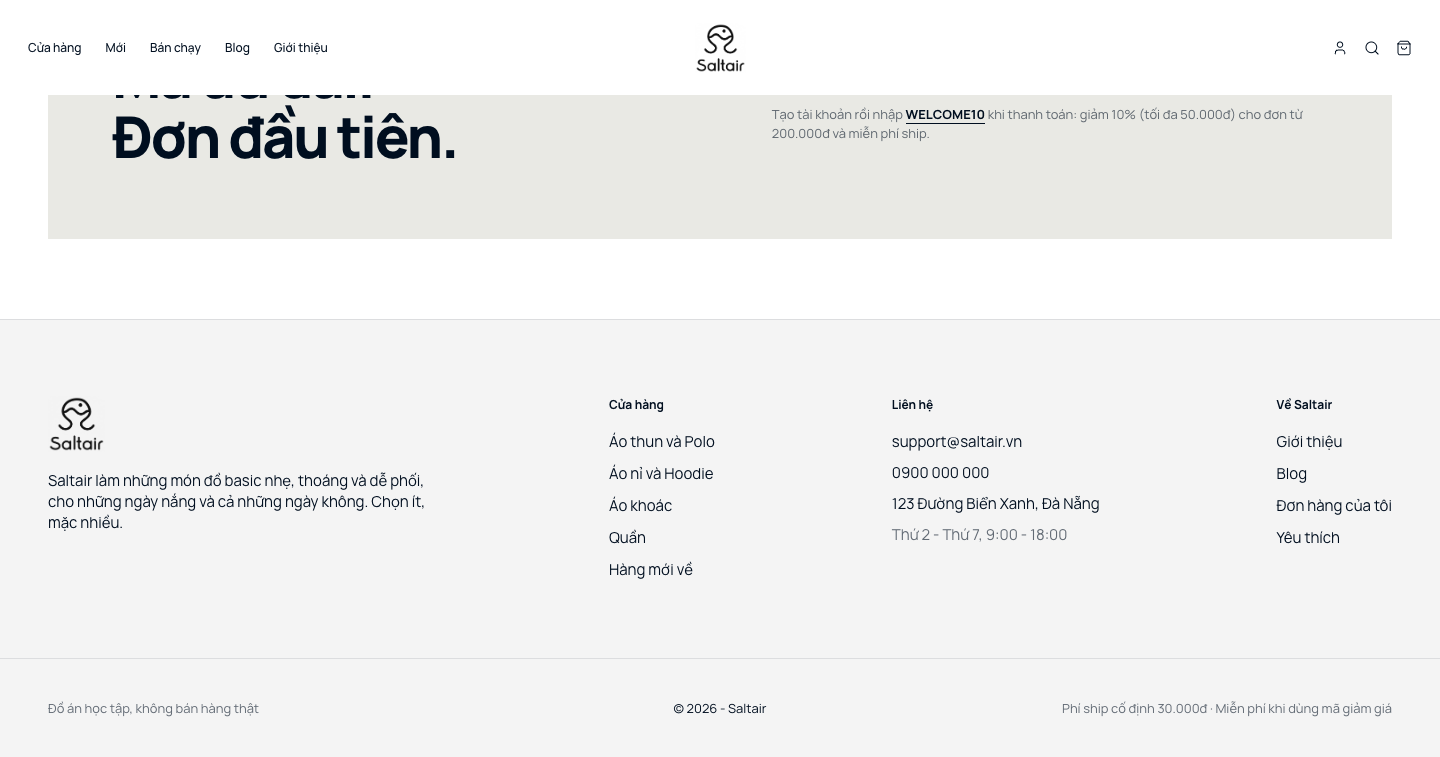 Cửa hàng
Mới
Bán chạy
Blog
Giới thiệu
Saltair
Đơn đầu tiên.
Tạo tài khoản rồi nhập WELCOME10 khi thanh toán: giảm 10% (tối đa 50.000đ) cho đơn từ
200.000đ và miễn phí ship.
Saltair
Saltair làm những món đồ basic nhẹ, thoáng và dễ phối,
cho những ngày nắng và cả những ngày không. Chọn ít,
mặc nhiều.
Cửa hàng
Áo thun và Polo
Áo nỉ và Hoodie
Áo khoác
Quần
Hàng mới về
Liên hệ
support@saltair.vn
0900 000 000
123 Đường Biển Xanh, Đà Nẵng
Thứ 2 - Thứ 7, 9:00 - 18:00
Về Saltair
Giới thiệu
Blog
Đơn hàng của tôi
Yêu thích
Đồ án học tập, không bán hàng thật
© 2026 - Saltair
Phí ship cố định 30.000đ · Miễn phí khi dùng mã giảm giá